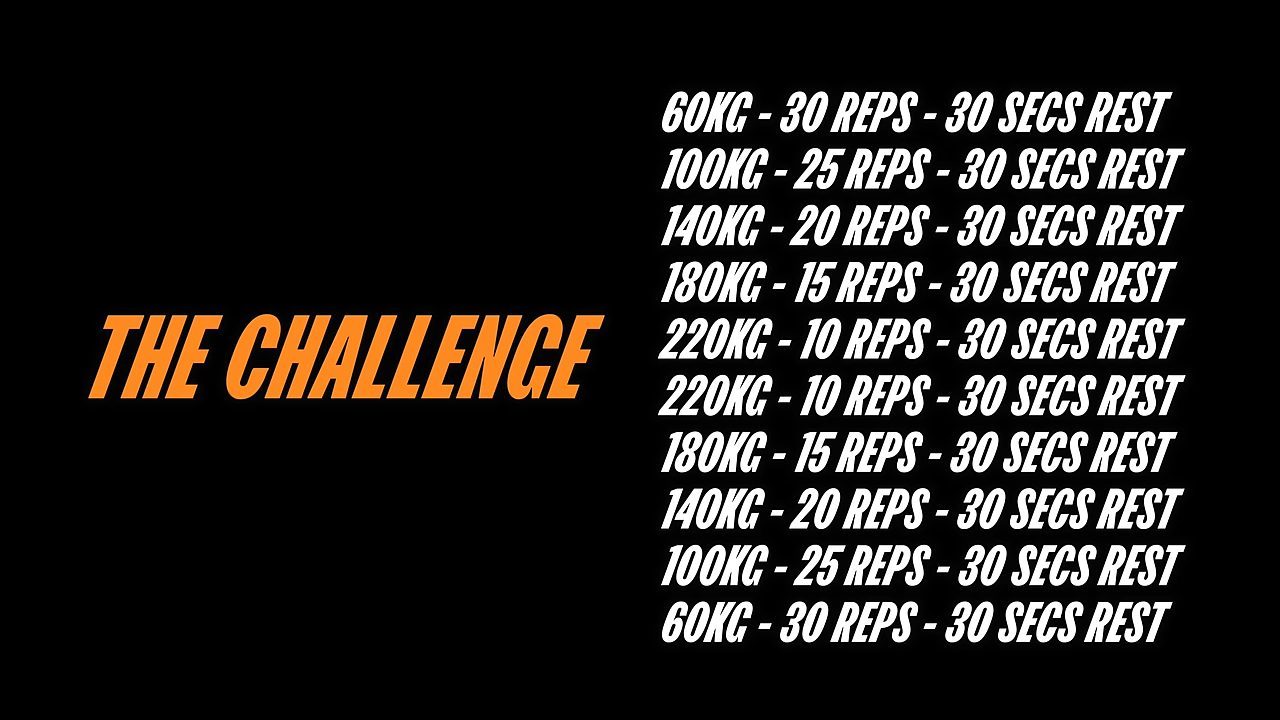 THE CHALLENGE
60KG - 30 REPS - 30 SECS REST
100KG - 25 REPS - 30 SECS REST
140KG - 20 REPS - 30 SECS REST
180KG - 15 REPS - 30 SECS REST
220KG - 10 REPS - 30 SECS REST
220KG - 10 REPS - 30 SECS REST
180KG - 15 REPS - 30 SECS REST
140KG - 20 REPS - 30 SECS REST
100KG - 25 REPS - 30 SECS REST
60KG - 30 REPS - 30 SECS REST